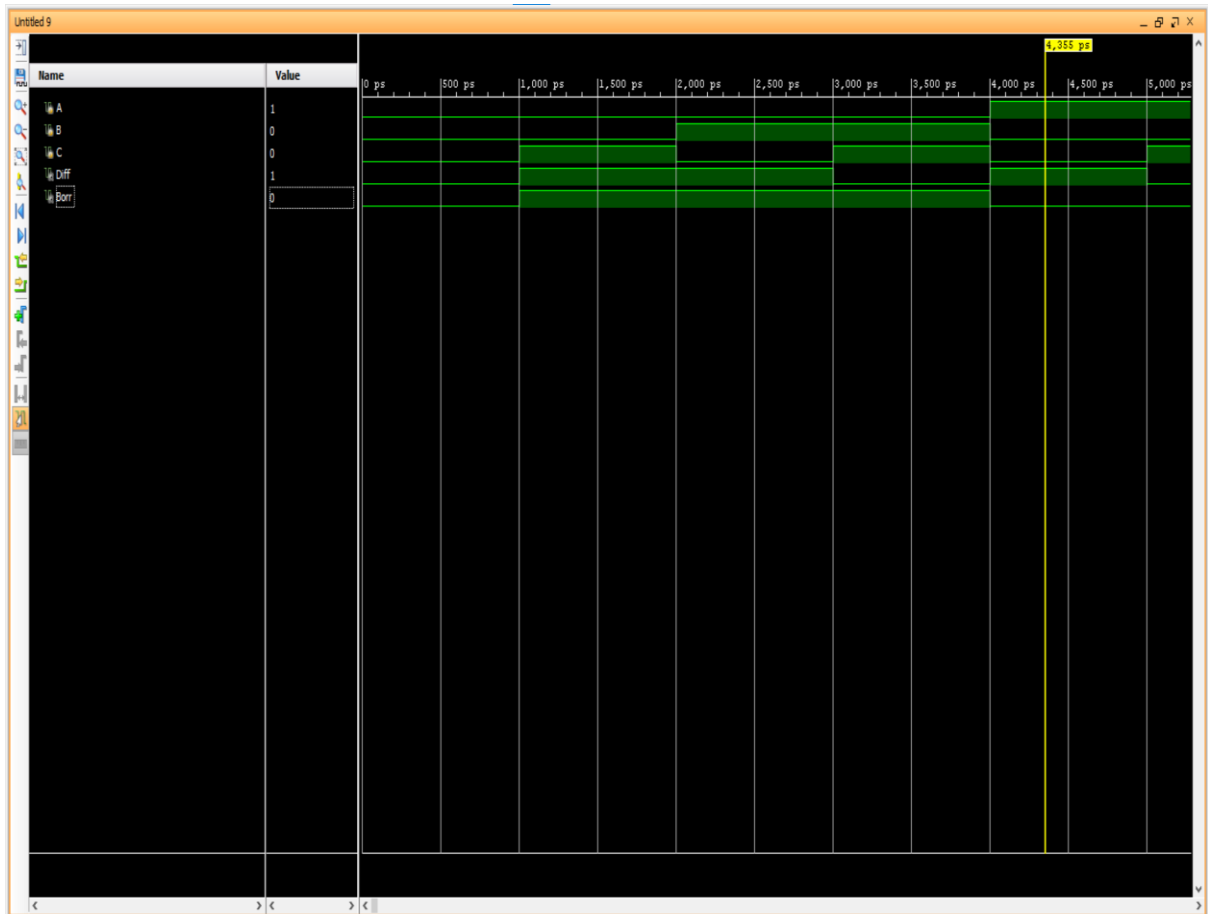 Untitled 9
4,355 ps
Name Value
0 ps 500 ps 1,000 ps 1,500 ps 2,000 ps 2,500 ps 3,000 ps 3,500 ps 4,000 ps 4,500 ps 5,000 ps
A 1
B 0
C 0
Diff 1
Borr 0